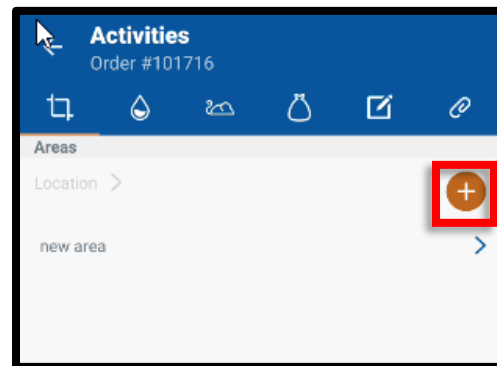 Activities
Order #101716
Areas
Location >
new area